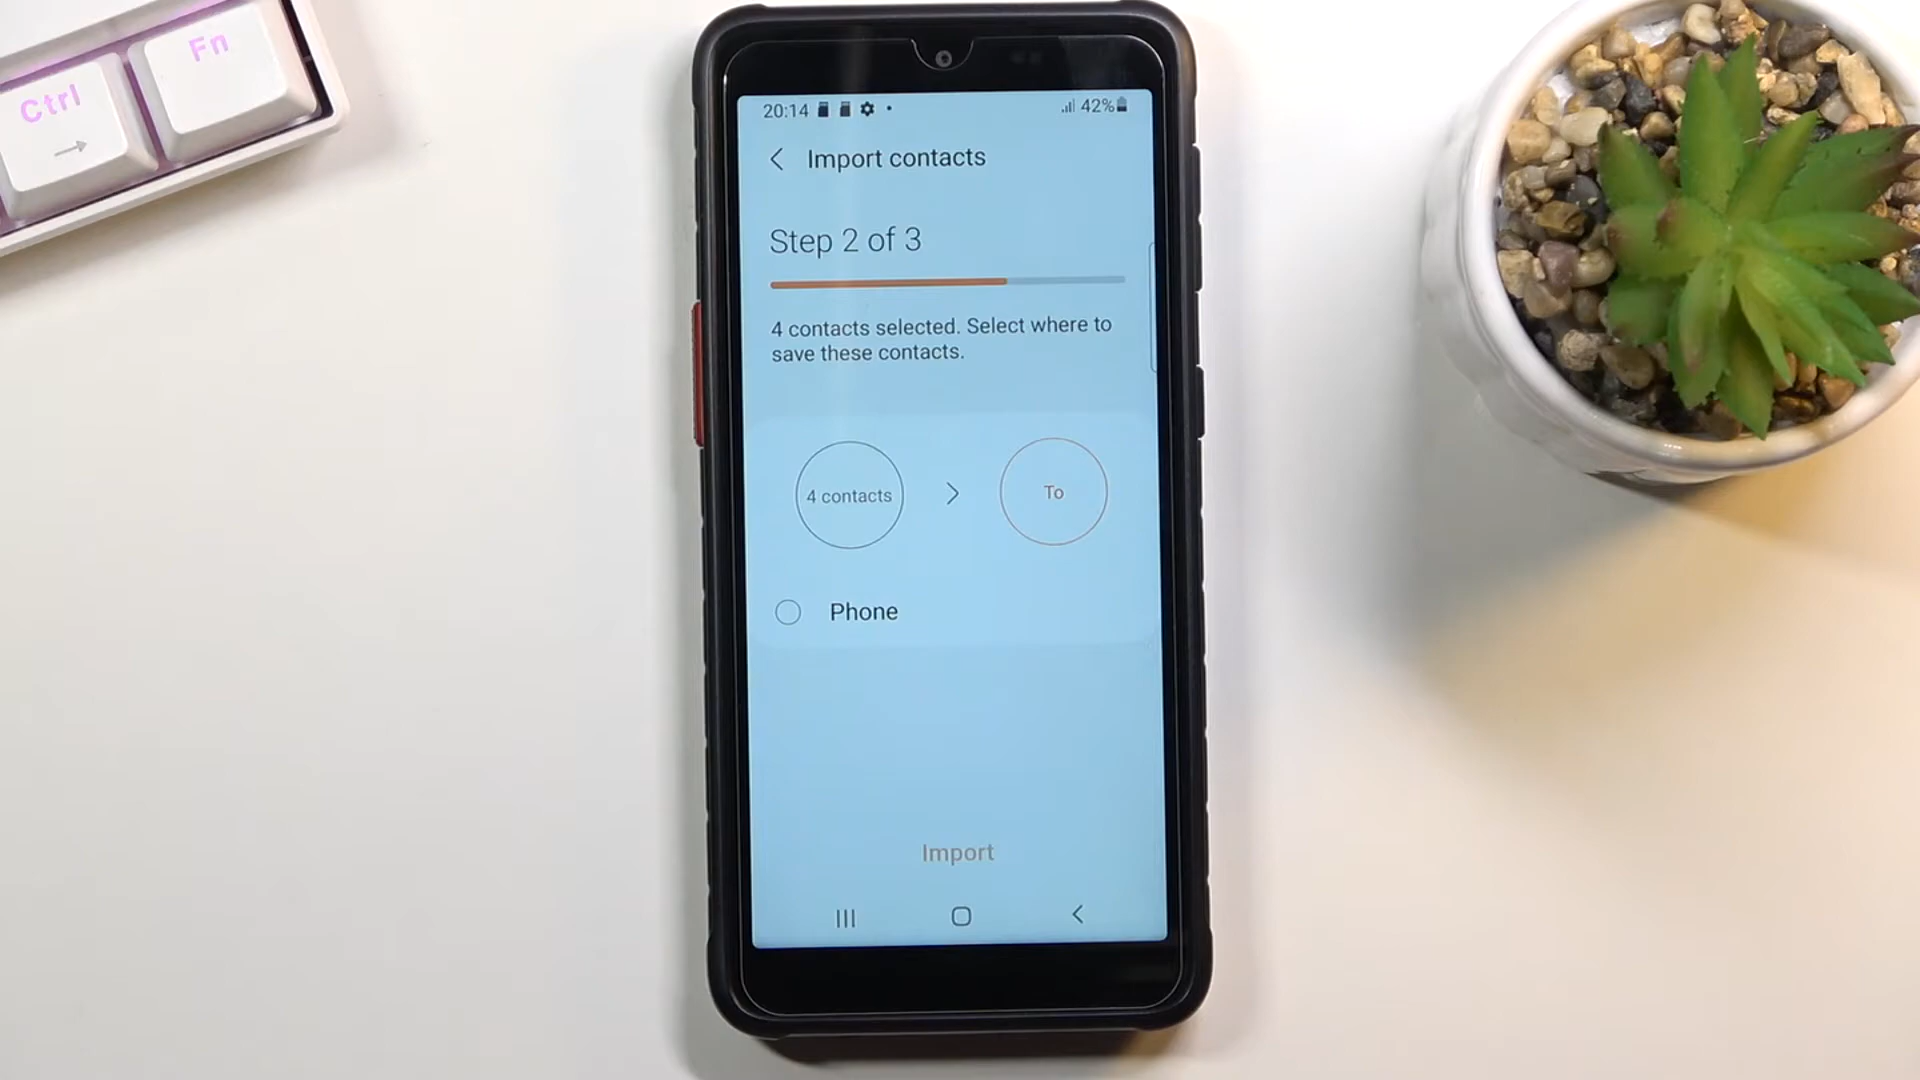 Fn
Ctrl
20:14
42%
Import contacts
Step 2 of 3
4 contacts selected. Select where to
save these contacts.
4 contacts
To
Phone
Import